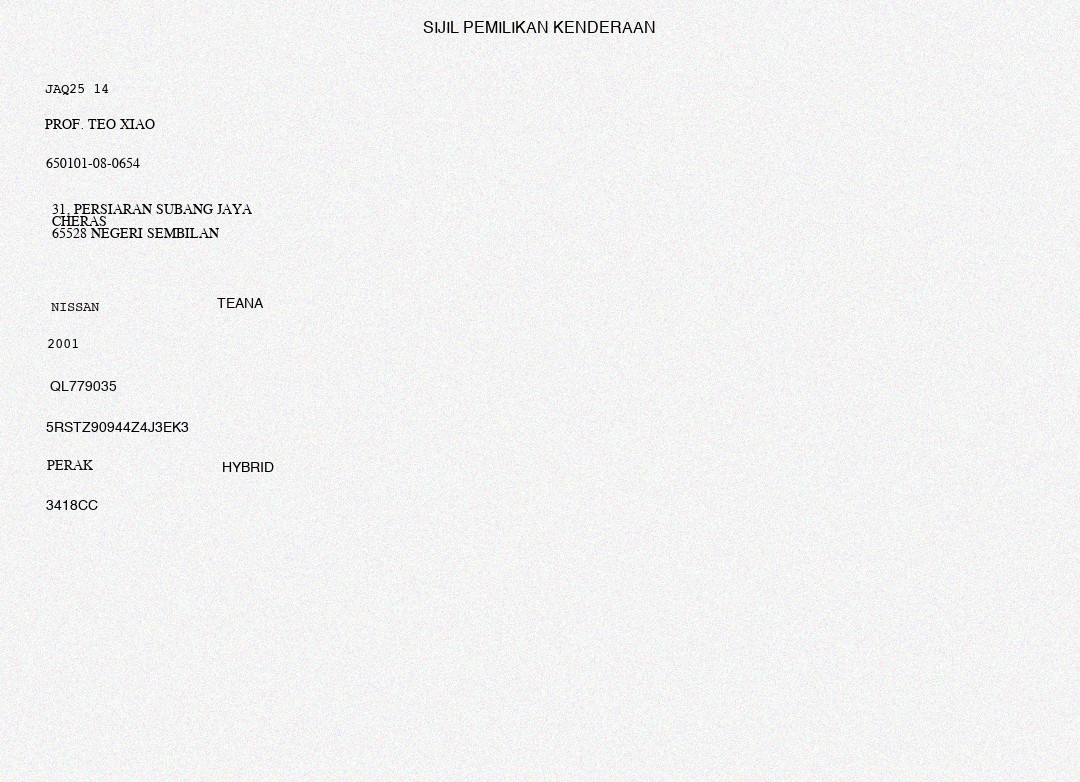 SIJIL PEMILIKAN KENDERAAN
JAQ25 14
PROF. TEO XIAO
650101-08-0654
31, PERSIARAN SUBANG JAYA
CHERAS
65528 NEGERI SEMBILAN
NISSAN TEANA
2001
QL779035
5RSTZ90944Z4J3EK3
PERAK HYBRID
3418CC